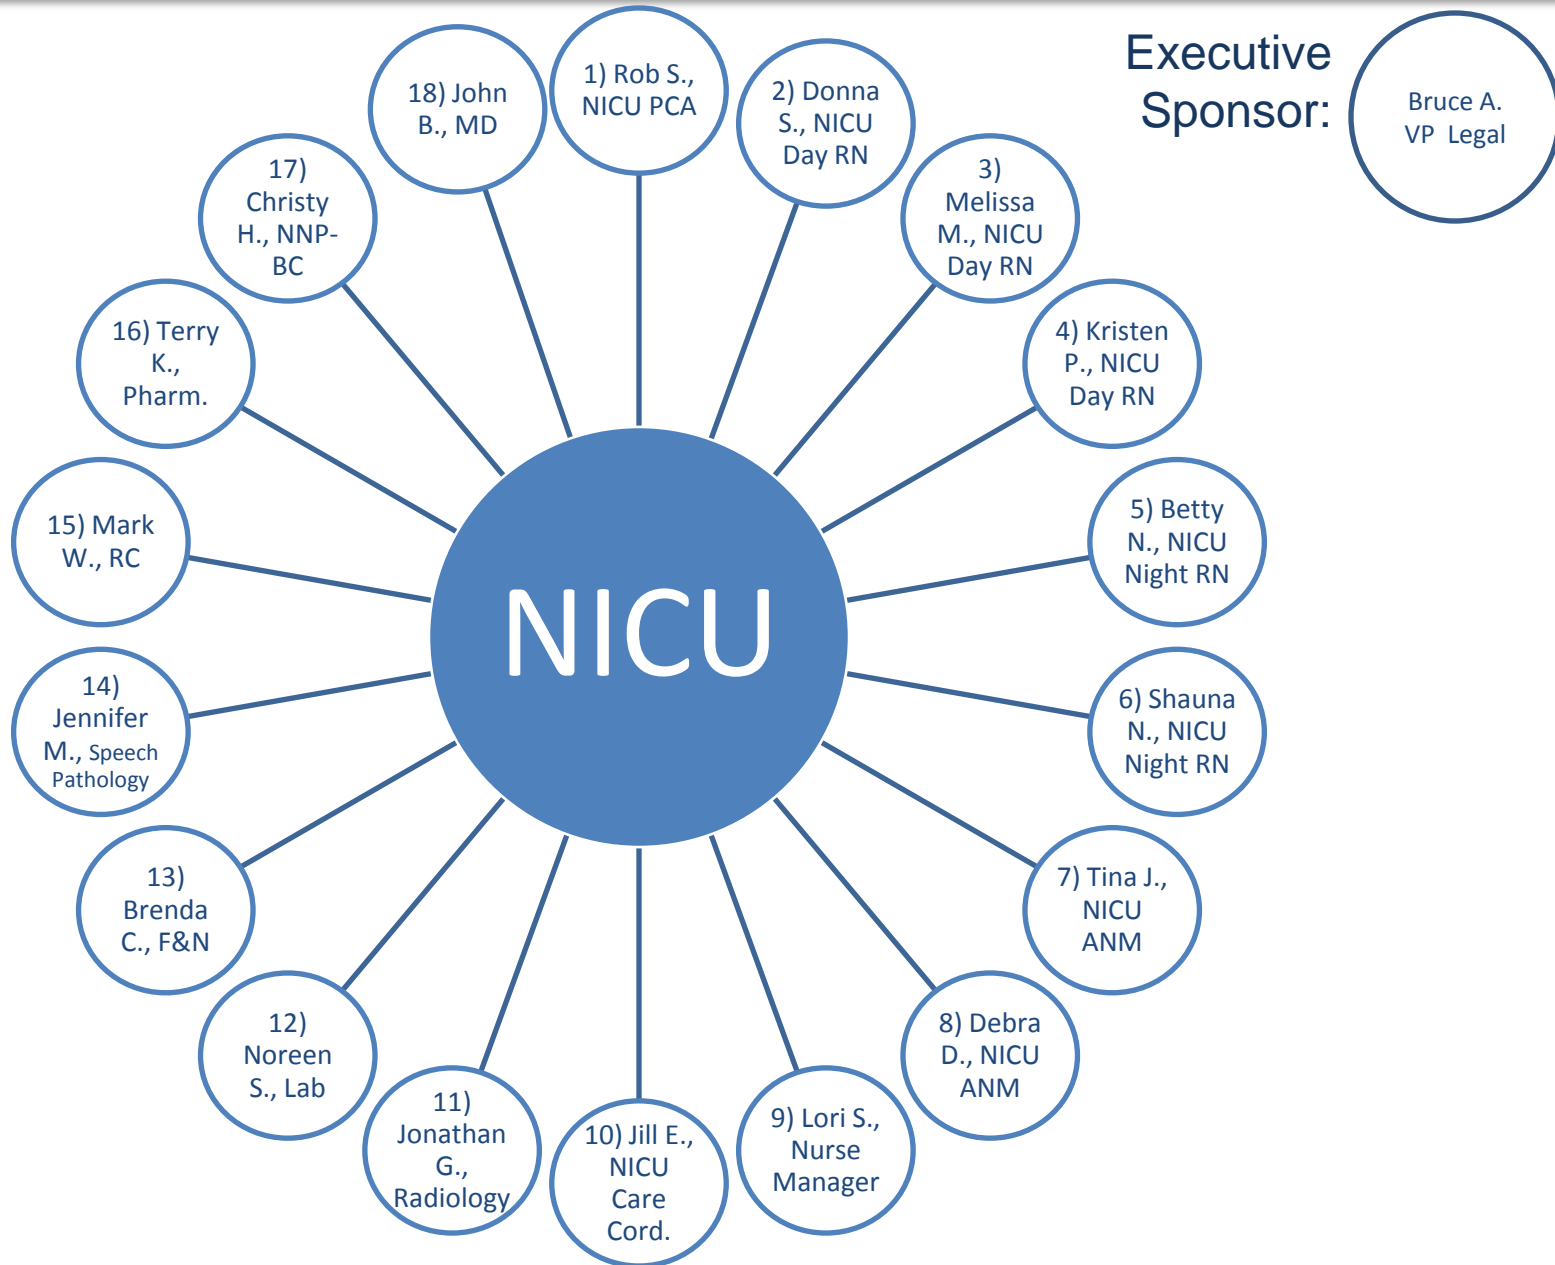 Executive
Sponsor:
Bruce A.
VP Legal
NICU
1) Rob S.,
NICU PCA
2) Donna
S., NICU
Day RN
3)
Melissa
M., NICU
Day RN
4) Kristen
P., NICU
Day RN
5) Betty
N., NICU
Night RN
6) Shauna
N., NICU
Night RN
7) Tina J.,
NICU
ANM
8) Debra
D., NICU
ANM
9) Lori S.,
Nurse
Manager
10) Jill E.,
NICU
Care
Cord.
11)
Jonathan
G.,
Radiology
12)
Noreen
S., Lab
13)
Brenda
C., F&N
14)
Jennifer
M., Speech
Pathology
15) Mark
W., RC
16) Terry
K.,
Pharm.
17)
Christy
H., NNP-
BC
18) John
B., MD